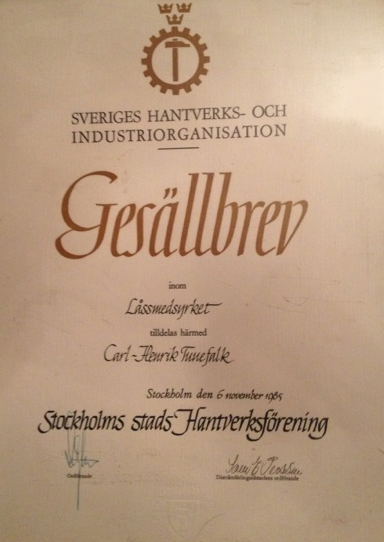 SVERIGES HANTVERKS- OCH
INDUSTRIORGANISATION
Gesällbrev
inom
Låssmedsyrket
tilldelas härmed
Carl-Henrik Tunefalk
Stockholm den 6 november 1985
Stockholms stads Hantverksförening
Ordförande